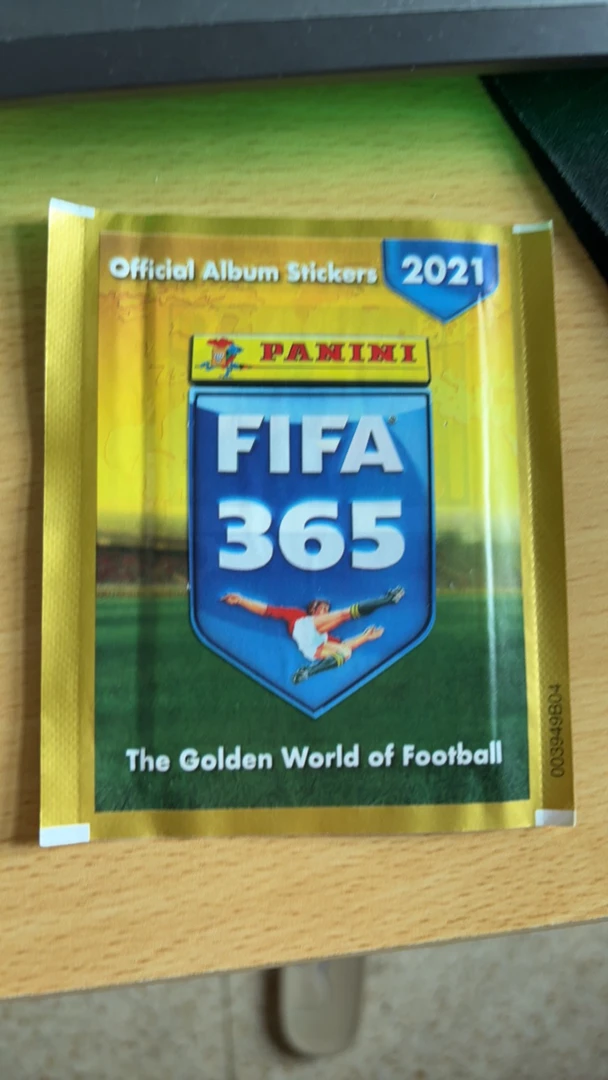 Official Album Stickers 2021
PANINI
FIFA
365
The Golden World of Football
003949B04